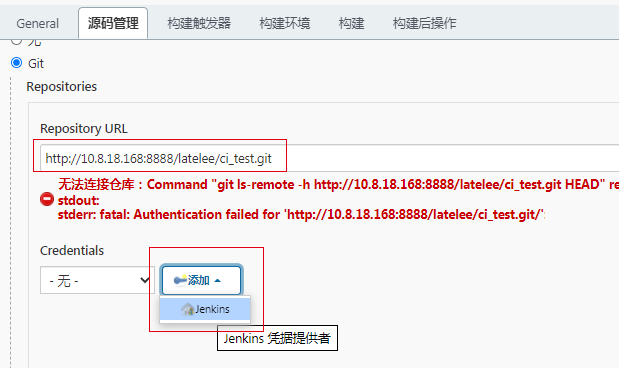 General 源码管理 构建触发器 构建环境 构建 构建后操作
无
Git
Repositories
Repository URL
http://10.8.18.168:8888/latelee/ci_test.git
无法连接仓库：Command "git ls-remote -h http://10.8.18.168:8888/latelee/ci_test.git HEAD" re
stdout:
stderr: fatal: Authentication failed for 'http://10.8.18.168:8888/latelee/ci_test.git/'
Credentials
- 无 - 添加
Jenkins
Jenkins 凭据提供者